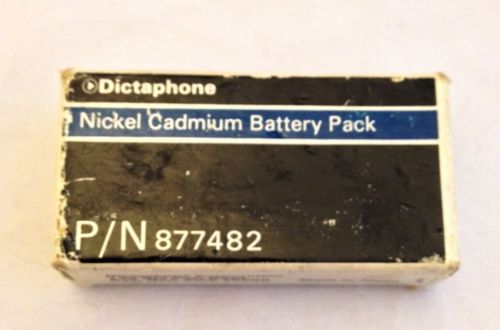 Dictaphone
Nickel Cadmium Battery Pack
P/N 877482